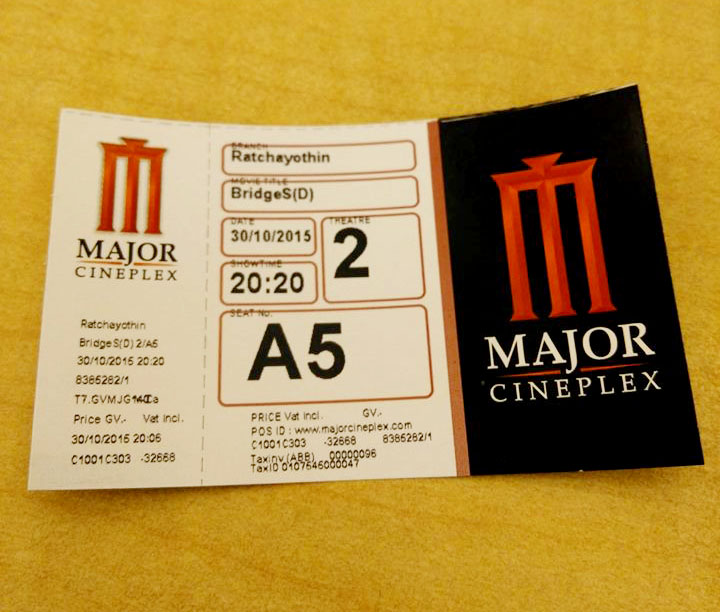 MAJOR
CINEPLEX
Ratchayothin
BridgeS(D) 2/A5
30/10/2015 20:20
8385282/1
Price GV.- Vat incl.
30/10/2015 20:06
C1001C303 -32668
BRANCH
Ratchayothin
MOVIE TITLE
BridgeS(D)
DATE
30/10/2015
THEATRE
2
SHOWTIME
20:20
SEAT No.
A5
PRICE Vat incl. GV.-
POS ID : www.majorcineplex.com
C1001C303 -32668 8385282/1
Taxinv (ABB) 00000096
TaxID 0107545000047
MAJOR
CINEPLEX